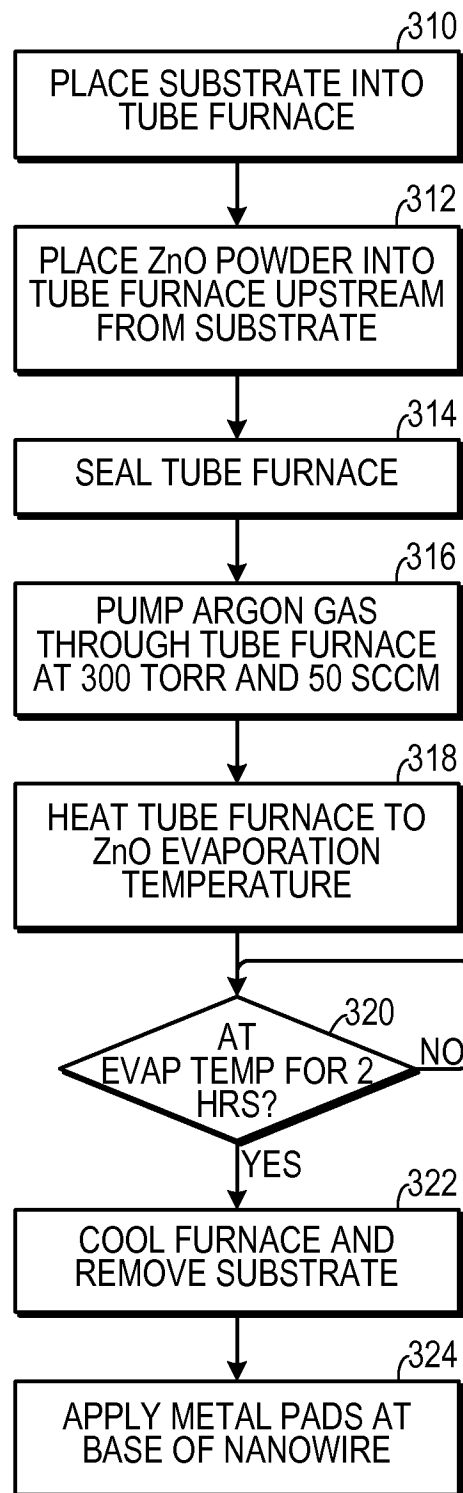 310
PLACE SUBSTRATE INTO
TUBE FURNACE
312
PLACE ZnO POWDER INTO
TUBE FURNACE UPSTREAM
FROM SUBSTRATE
314
SEAL TUBE FURNACE
316
PUMP ARGON GAS
THROUGH TUBE FURNACE
AT 300 TORR AND 50 SCCM
318
HEAT TUBE FURNACE TO
ZnO EVAPORATION
TEMPERATURE
320
AT
EVAP TEMP FOR 2
HRS?
NO
YES
322
COOL FURNACE AND
REMOVE SUBSTRATE
324
APPLY METAL PADS AT
BASE OF NANOWIRE